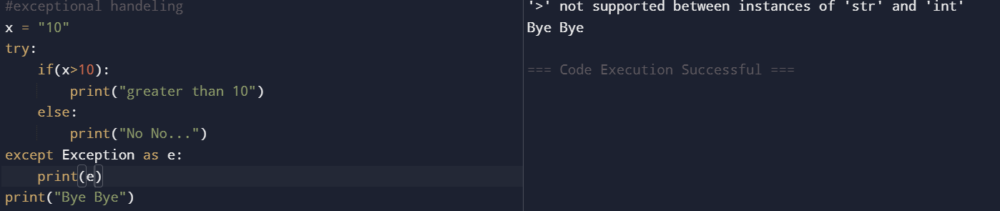 #exceptional handeling
x = "10"
try:
    if(x>10):
        print("greater than 10")
    else:
        print("No No...")
except Exception as e:
    print(e)
print("Bye Bye")
'>' not supported between instances of 'str' and 'int'
Bye Bye
=== Code Execution Successful ===